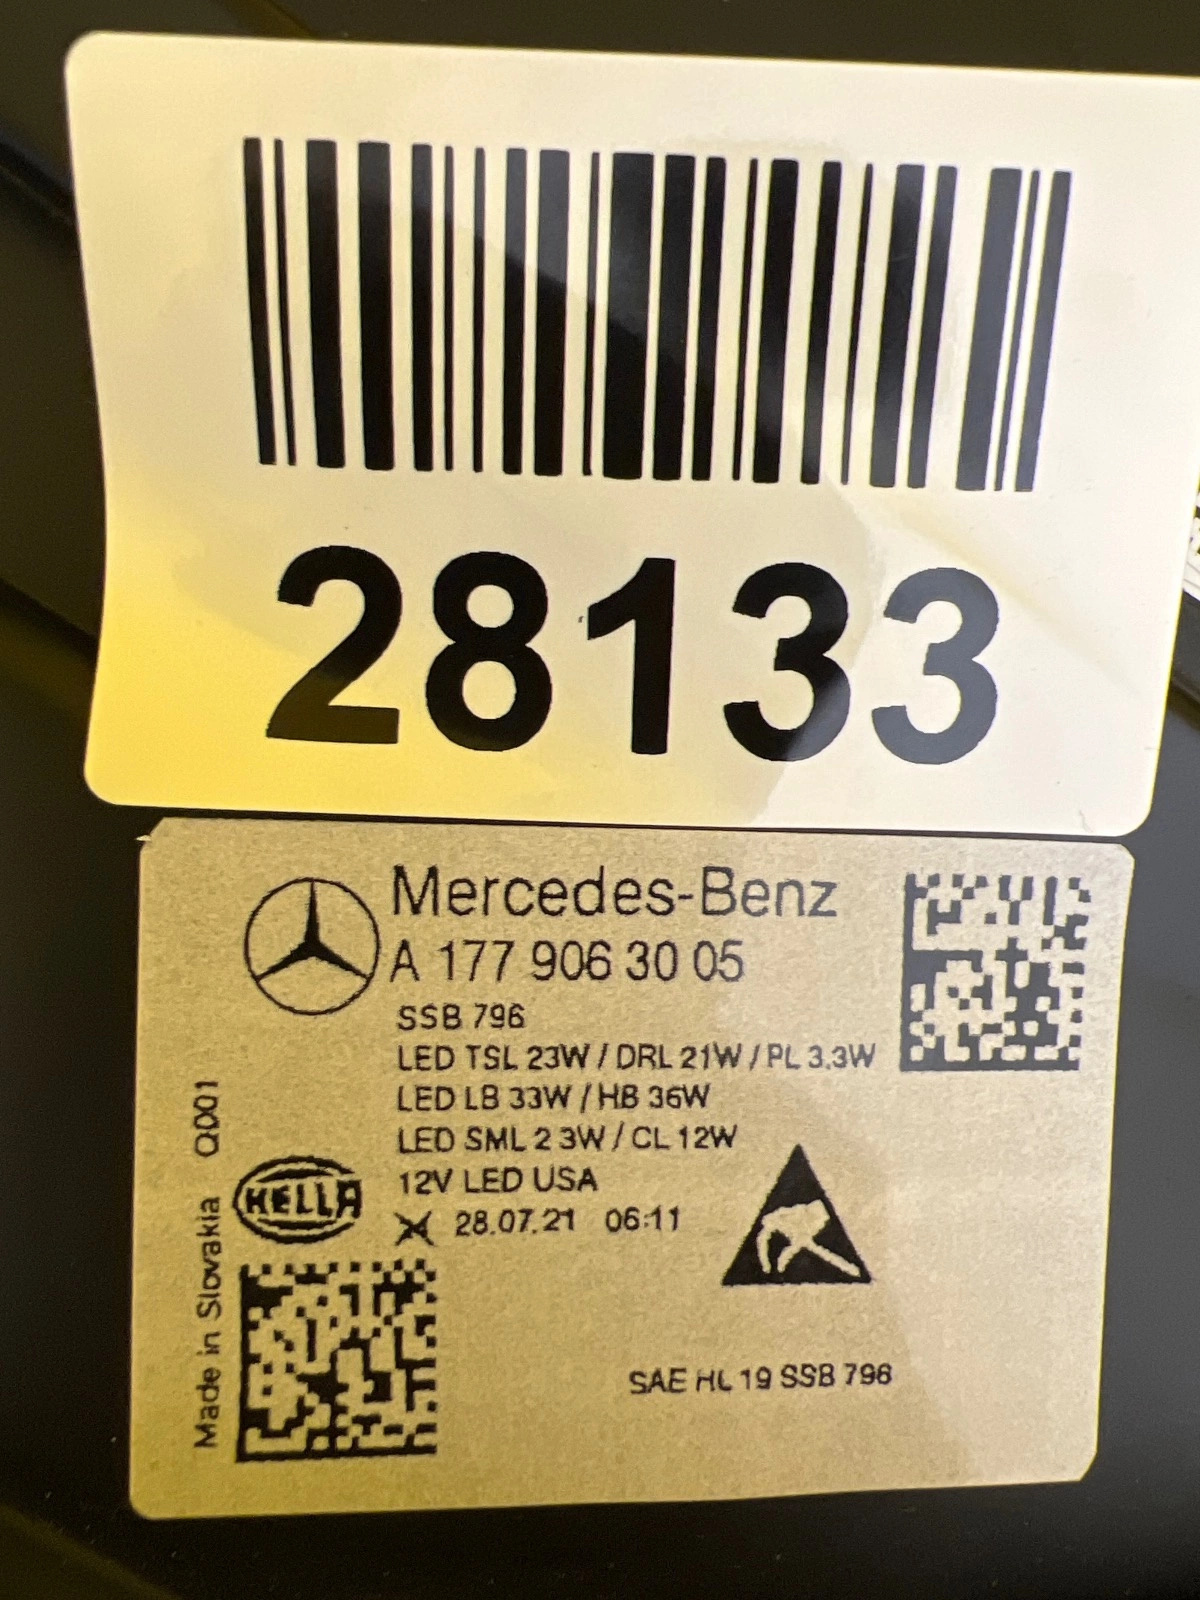 28133
Mercedes-Benz
A 177 906 30 05
SSB 796
LED TSL 23W / DRL 21W / PL 3.3W
LED LB 33W / HB 36W
LED SML 2 3W / CL 12W
12V LED USA
28.07.21 06:11
HELLA
Made in Slovakia Q001
SAE HL 19 SSB 796